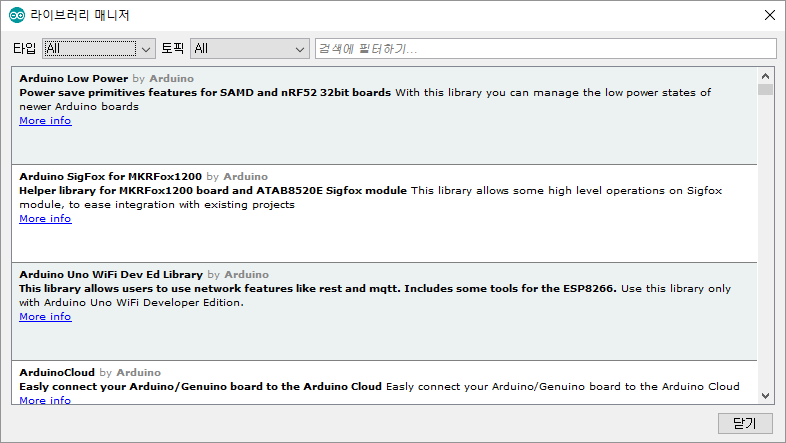 라이브러리 매니저
타입 All 토픽 All 검색에 필터하기...
Arduino Low Power by Arduino
Power save primitives features for SAMD and nRF52 32bit boards With this library you can manage the low power states of
newer Arduino boards
More info
Arduino SigFox for MKRFox1200 by Arduino
Helper library for MKRFox1200 board and ATAB8520E Sigfox module This library allows some high level operations on Sigfox
module, to ease integration with existing projects
More info
Arduino Uno WiFi Dev Ed Library by Arduino
This library allows users to use network features like rest and mqtt. Includes some tools for the ESP8266. Use this library only
with Arduino Uno WiFi Developer Edition.
More info
ArduinoCloud by Arduino
Easly connect your Arduino/Genuino board to the Arduino Cloud Easly connect your Arduino/Genuino board to the Arduino Cloud
More info
닫기